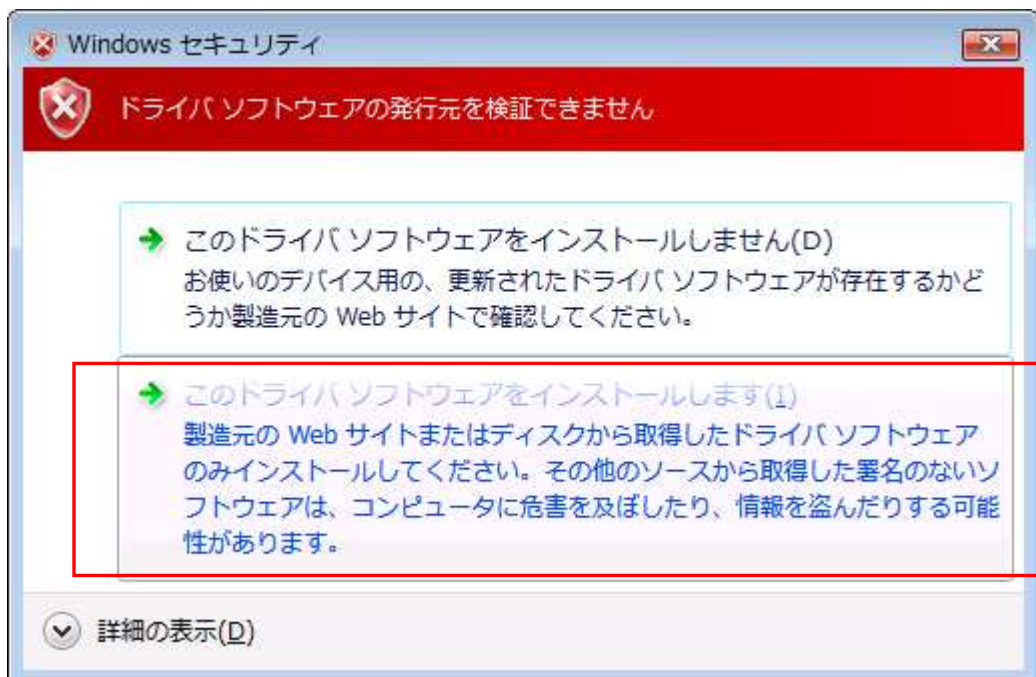 Windows セキュリティ
ドライバ ソフトウェアの発行元を検証できません
このドライバ ソフトウェアをインストールしません(D)
お使いのデバイス用の、更新されたドライバ ソフトウェアが存在するかど
うか製造元の Web サイトで確認してください。
このドライバ ソフトウェアをインストールします(I)
製造元の Web サイトまたはディスクから取得したドライバ ソフトウェア
のみインストールしてください。その他のソースから取得した署名のないソ
フトウェアは、コンピュータに危害を及ぼしたり、情報を盗んだりする可能
性があります。
詳細の表示(D)